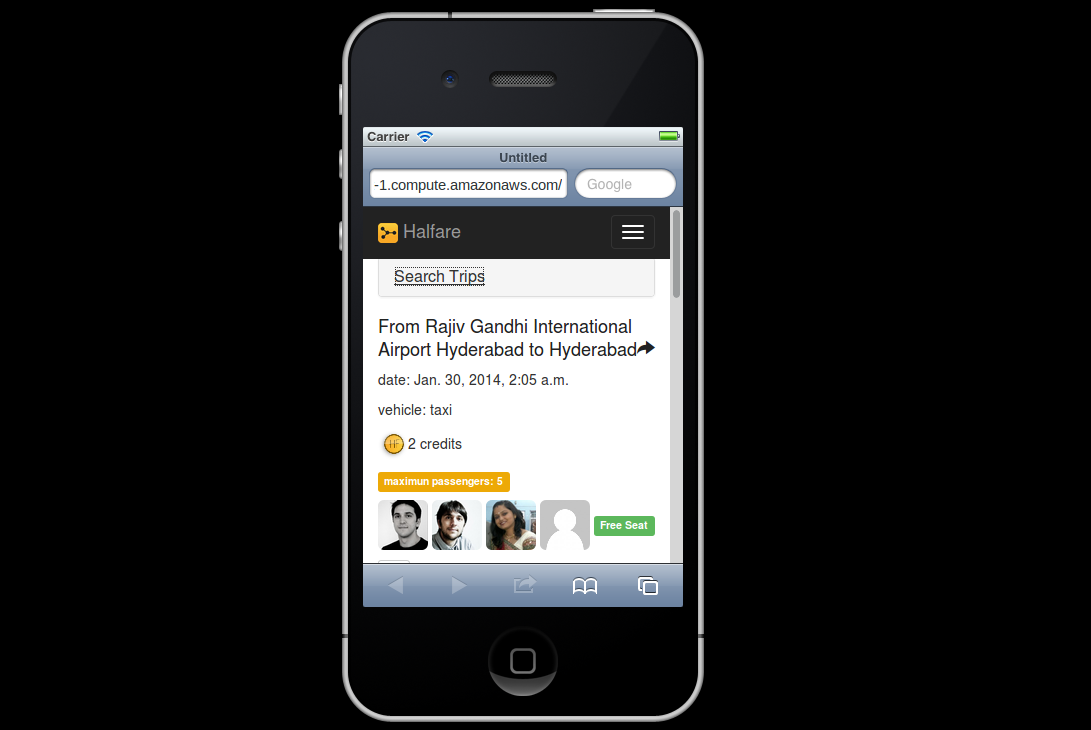 Carrier
Untitled
-1.compute.amazonaws.com/
Google
Halfare
Search Trips
From Rajiv Gandhi International
Airport Hyderabad to Hyderabad
date: Jan. 30, 2014, 2:05 a.m.
vehicle: taxi
HF 2 credits
maximun passengers: 5
Free Seat